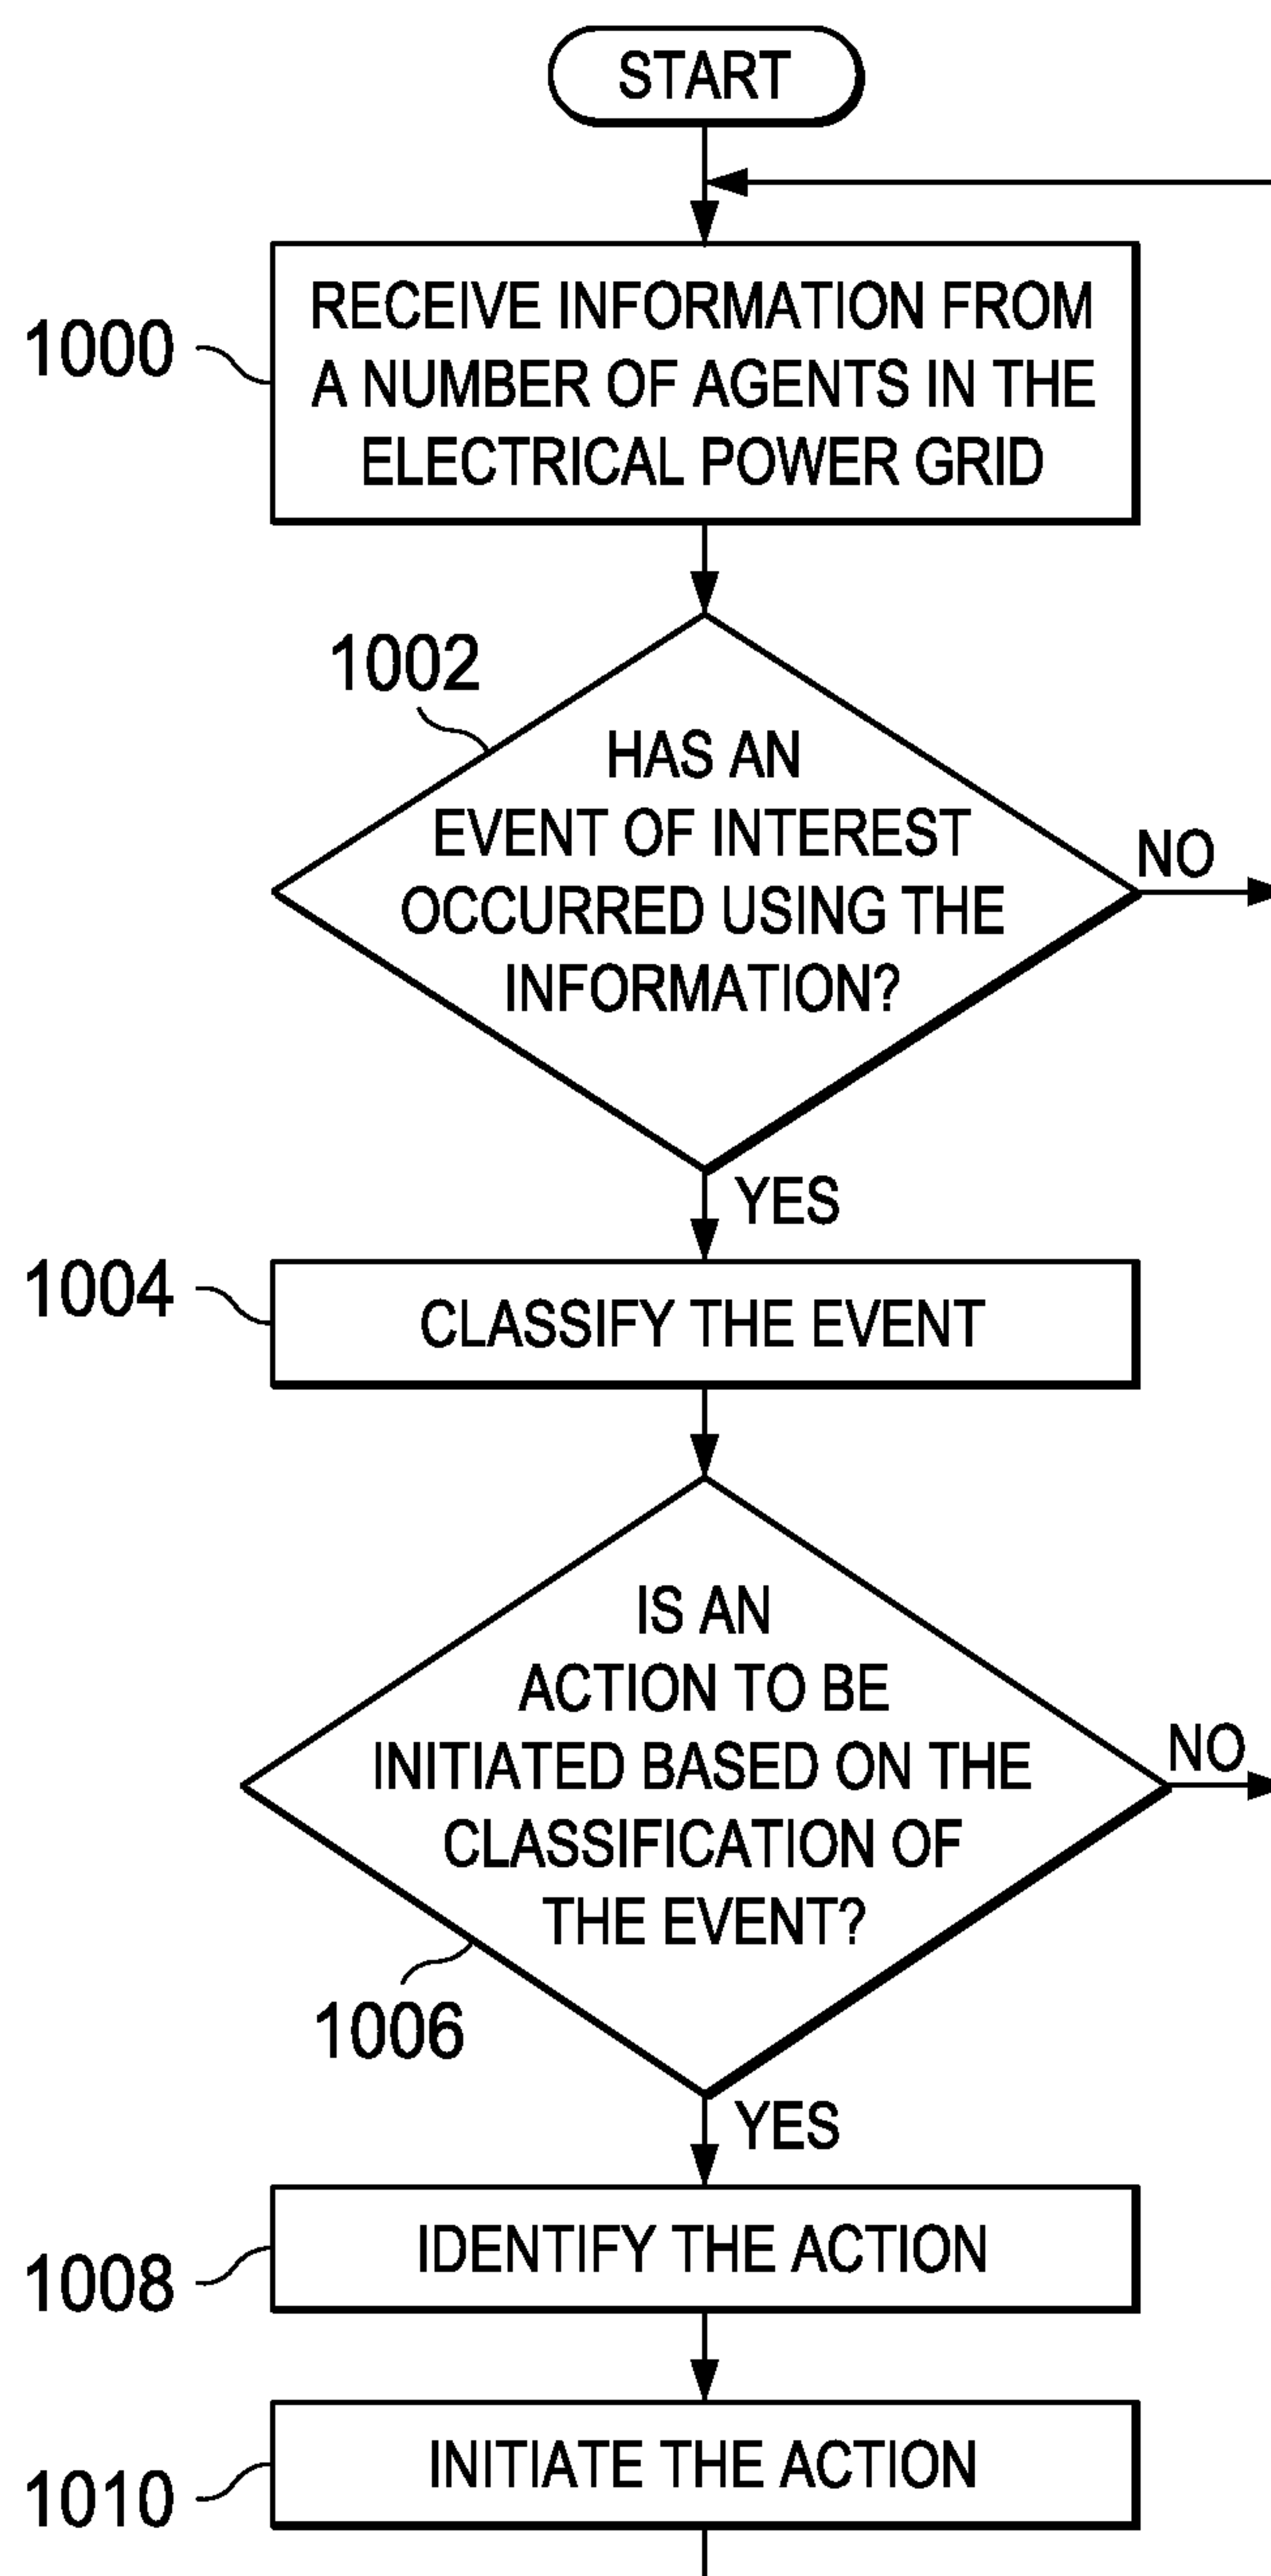 START
1000
RECEIVE INFORMATION FROM
A NUMBER OF AGENTS IN THE
ELECTRICAL POWER GRID
1002
HAS AN
EVENT OF INTEREST
OCCURRED USING THE
INFORMATION?
NO
YES
1004
CLASSIFY THE EVENT
IS AN
ACTION TO BE
INITIATED BASED ON THE
CLASSIFICATION OF
THE EVENT?
NO
1006
YES
1008
IDENTIFY THE ACTION
1010
INITIATE THE ACTION